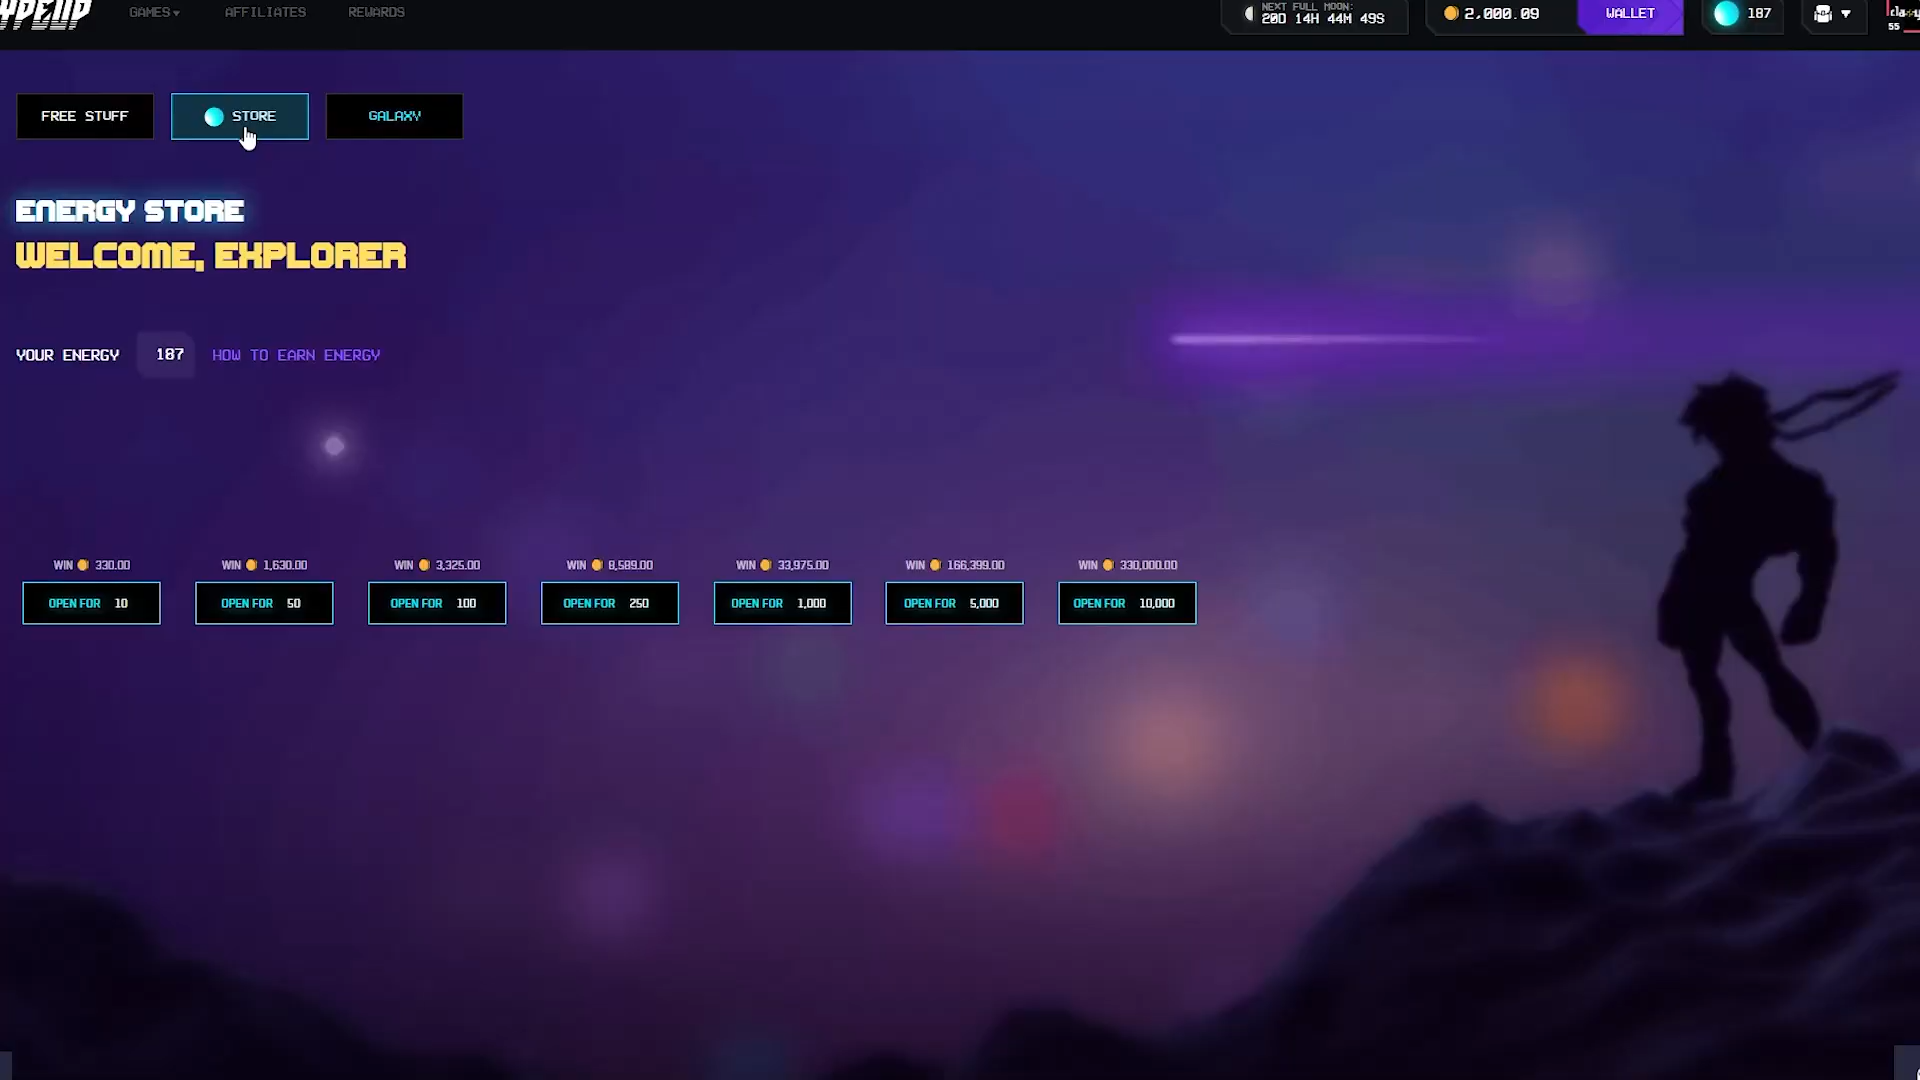 YPEUP
GAMES▾ AFFILIATES REWARDS
NEXT FULL MOON:
20D 14H 44M 49S
2,000.09
WALLET
187
55
FREE STUFF
STORE
GALAXY
ENERGY STORE
WELCOME, EXPLORER
YOUR ENERGY 187 HOW TO EARN ENERGY
WIN 330.00
OPEN FOR 10
WIN 1,630.00
OPEN FOR 50
WIN 3,325.00
OPEN FOR 100
WIN 8,589.00
OPEN FOR 250
WIN 33,975.00
OPEN FOR 1,000
WIN 166,399.00
OPEN FOR 5,000
WIN 330,000.00
OPEN FOR 10,000